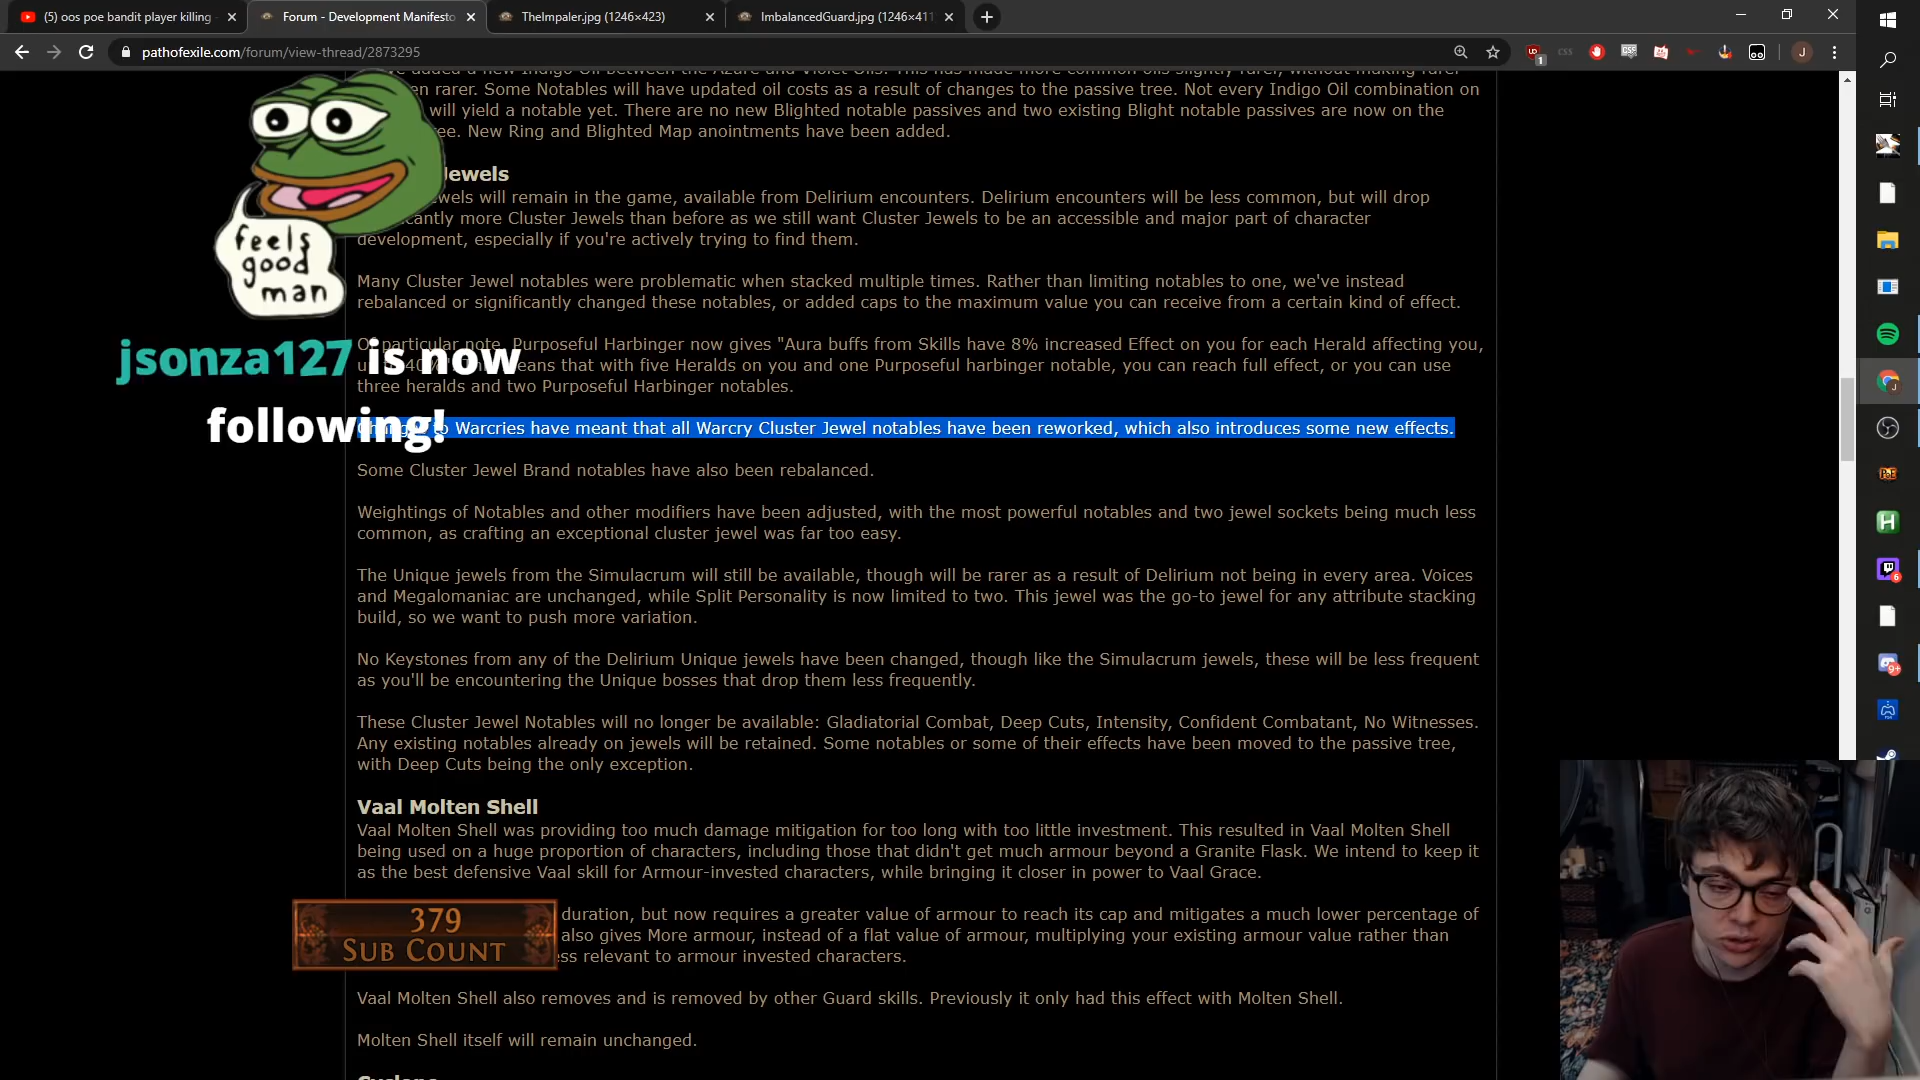 (5) oos poe bandit player killing
Forum - Development Manifesto
TheImpaler.jpg (1246×423)
ImbalancedGuard.jpg (1246×411
pathofexile.com/forum/view-thread/2873295
added a new Indigo Oil between the Azure and Violet Oils. This has made more common oils slightly rarer, without making rarer
en rarer. Some Notables will have updated oil costs as a result of changes to the passive tree. Not every Indigo Oil combination on
will yield a notable yet. There are no new Blighted notable passives and two existing Blight notable passives are now on the
ee. New Ring and Blighted Map anointments have been added.
feels
good
man
Jewels
ewels will remain in the game, available from Delirium encounters. Delirium encounters will be less common, but will drop
cantly more Cluster Jewels than before as we still want Cluster Jewels to be an accessible and major part of character
development, especially if you're actively trying to find them.
Many Cluster Jewel notables were problematic when stacked multiple times. Rather than limiting notables to one, we've instead
rebalanced or significantly changed these notables, or added caps to the maximum value you can receive from a certain kind of effect.
particular note, Purposeful Harbinger now gives "Aura buffs from Skills have 8% increased Effect on you for each Herald affecting you,
eans that with five Heralds on you and one Purposeful harbinger notable, you can reach full effect, or you can use
three heralds and two Purposeful Harbinger notables.
jsonza127 is now
following!
to Warcries have meant that all Warcry Cluster Jewel notables have been reworked, which also introduces some new effects.
Some Cluster Jewel Brand notables have also been rebalanced.
Weightings of Notables and other modifiers have been adjusted, with the most powerful notables and two jewel sockets being much less
common, as crafting an exceptional cluster jewel was far too easy.
The Unique jewels from the Simulacrum will still be available, though will be rarer as a result of Delirium not being in every area. Voices
and Megalomaniac are unchanged, while Split Personality is now limited to two. This jewel was the go-to jewel for any attribute stacking
build, so we want to push more variation.
No Keystones from any of the Delirium Unique jewels have been changed, though like the Simulacrum jewels, these will be less frequent
as you'll be encountering the Unique bosses that drop them less frequently.
These Cluster Jewel Notables will no longer be available: Gladiatorial Combat, Deep Cuts, Intensity, Confident Combatant, No Witnesses.
Any existing notables already on jewels will be retained. Some notables or some of their effects have been moved to the passive tree,
with Deep Cuts being the only exception.
Vaal Molten Shell
Vaal Molten Shell was providing too much damage mitigation for too long with too little investment. This resulted in Vaal Molten Shell
being used on a huge proportion of characters, including those that didn't get much armour beyond a Granite Flask. We intend to keep it
as the best defensive Vaal skill for Armour-invested characters, while bringing it closer in power to Vaal Grace.
379
SUB COUNT
duration, but now requires a greater value of armour to reach its cap and mitigates a much lower percentage of
also gives More armour, instead of a flat value of armour, multiplying your existing armour value rather than
ss relevant to armour invested characters.
Vaal Molten Shell also removes and is removed by other Guard skills. Previously it only had this effect with Molten Shell.
Molten Shell itself will remain unchanged.
Cyclone